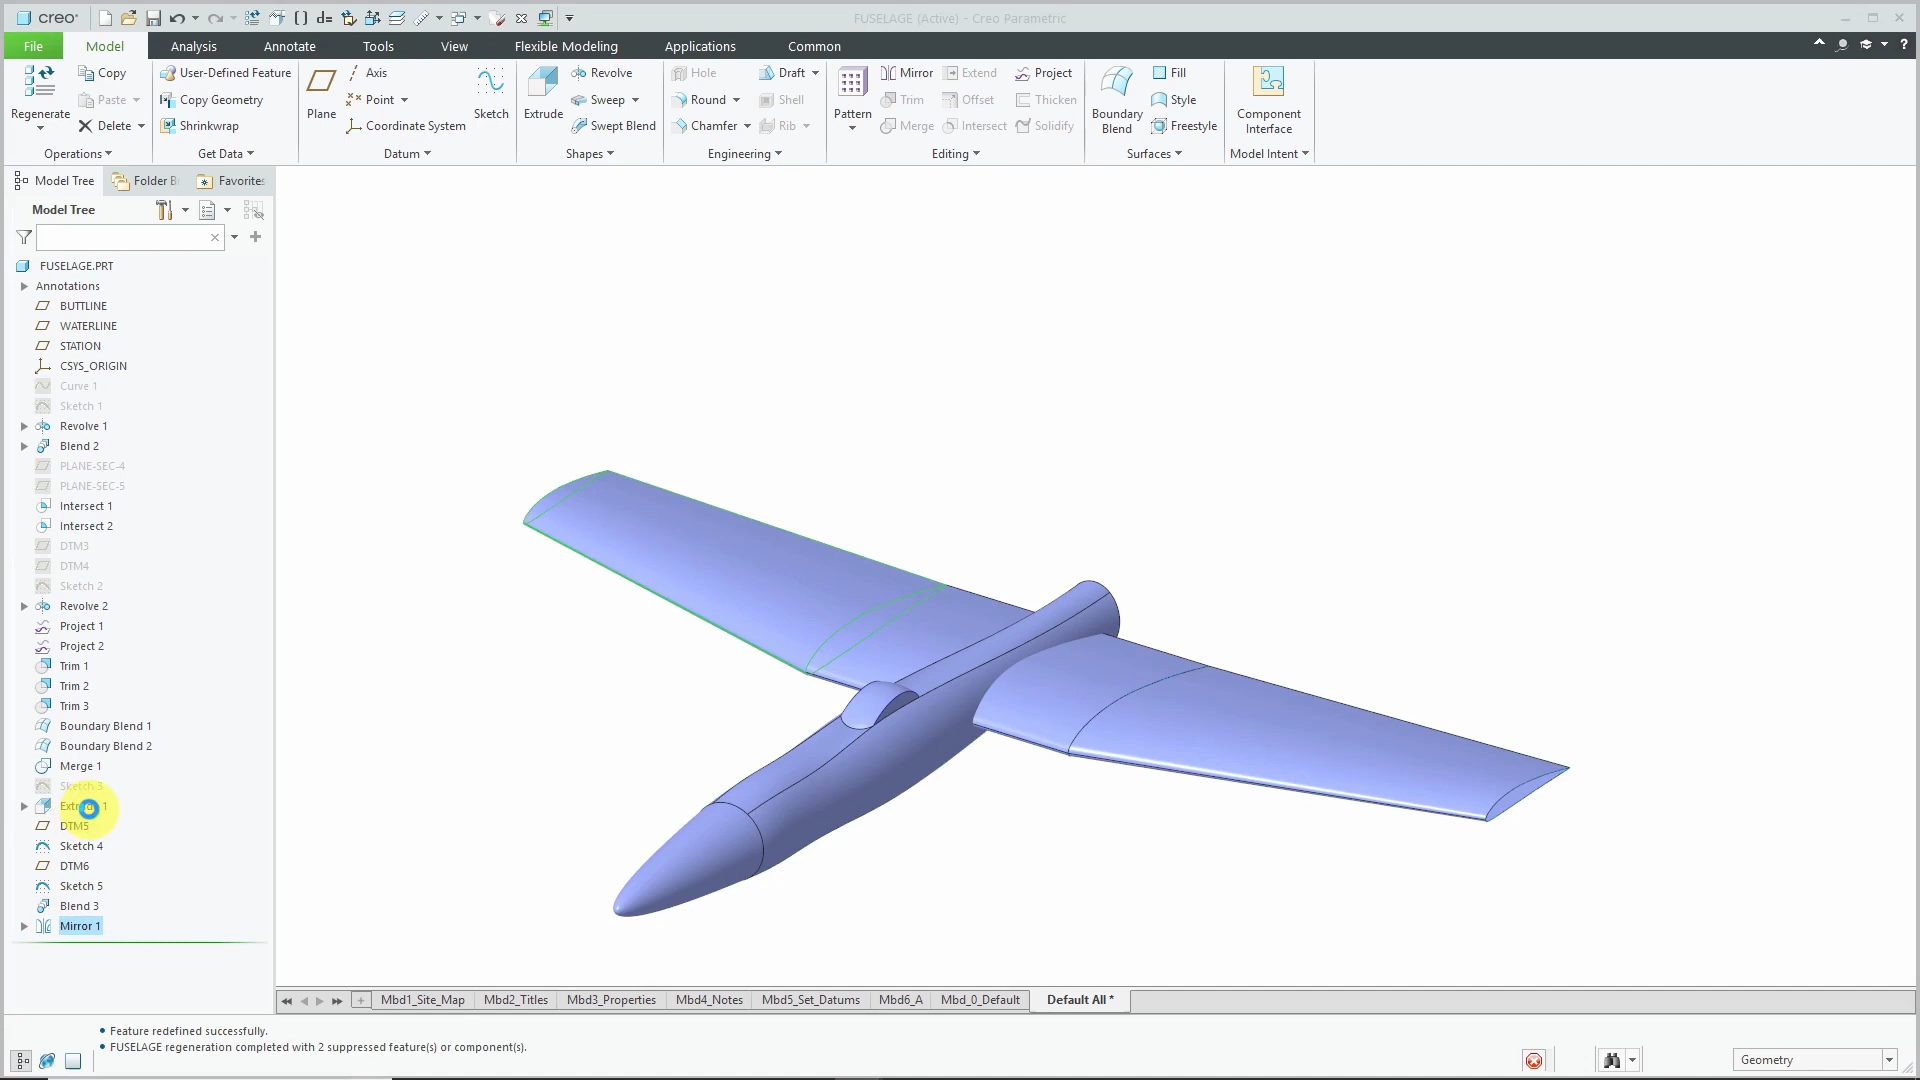 creo
d=
FUSELAGE (Active) - Creo Parametric
File
Model
Analysis
Annotate
Tools
View
Flexible Modeling
Applications
Common
?
Regenerate
Copy
Paste
Delete
Operations
User-Defined Feature
Copy Geometry
Shrinkwrap
Get Data
Plane
Axis
Point
Coordinate System
Sketch
Datum
Extrude
Revolve
Sweep
Swept Blend
Shapes
Hole
Round
Chamfer
Draft
Shell
Rib
Engineering
Pattern
Mirror
Trim
Merge
Extend
Offset
Intersect
Project
Thicken
Solidify
Editing
Boundary
Blend
Fill
Style
Freestyle
Surfaces
Component
Interface
Model Intent
Model Tree
Folder B
Favorites
Model Tree
FUSELAGE.PRT
Annotations
BUTTLINE
WATERLINE
STATION
CSYS_ORIGIN
Curve 1
Sketch 1
Revolve 1
Blend 2
PLANE-SEC-4
PLANE-SEC-5
Intersect 1
Intersect 2
DTM3
DTM4
Sketch 2
Revolve 2
Project 1
Project 2
Trim 1
Trim 2
Trim 3
Boundary Blend 1
Boundary Blend 2
Merge 1
Sketch 3
Extrude 1
DTM5
Sketch 4
DTM6
Sketch 5
Blend 3
Mirror 1
Mbd1_Site_Map
Mbd2_Titles
Mbd3_Properties
Mbd4_Notes
Mbd5_Set_Datums
Mbd6_A
Mbd_0_Default
Default All *
• Feature redefined successfully.
• FUSELAGE regeneration completed with 2 suppressed feature(s) or component(s).
Geometry